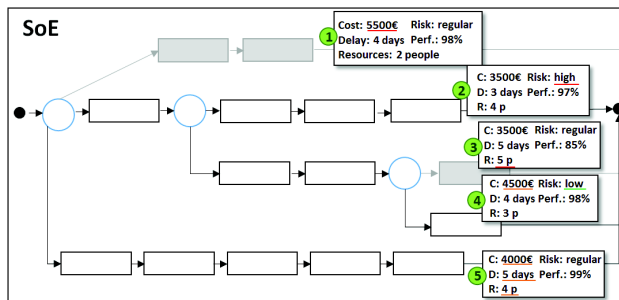 SoE
1
Cost: 5500€ Risk: regular
Delay: 4 days Perf.: 98%
Resources: 2 people
2
C: 3500€ Risk: high
D: 3 days Perf.: 97%
R: 4 p
3
C: 3500€ Risk: regular
D: 5 days Perf.: 85%
R: 5 p
4
C: 4500€ Risk: low
D: 4 days Perf.: 98%
R: 3 p
5
C: 4000€ Risk: regular
D: 5 days Perf.: 99%
R: 4 p